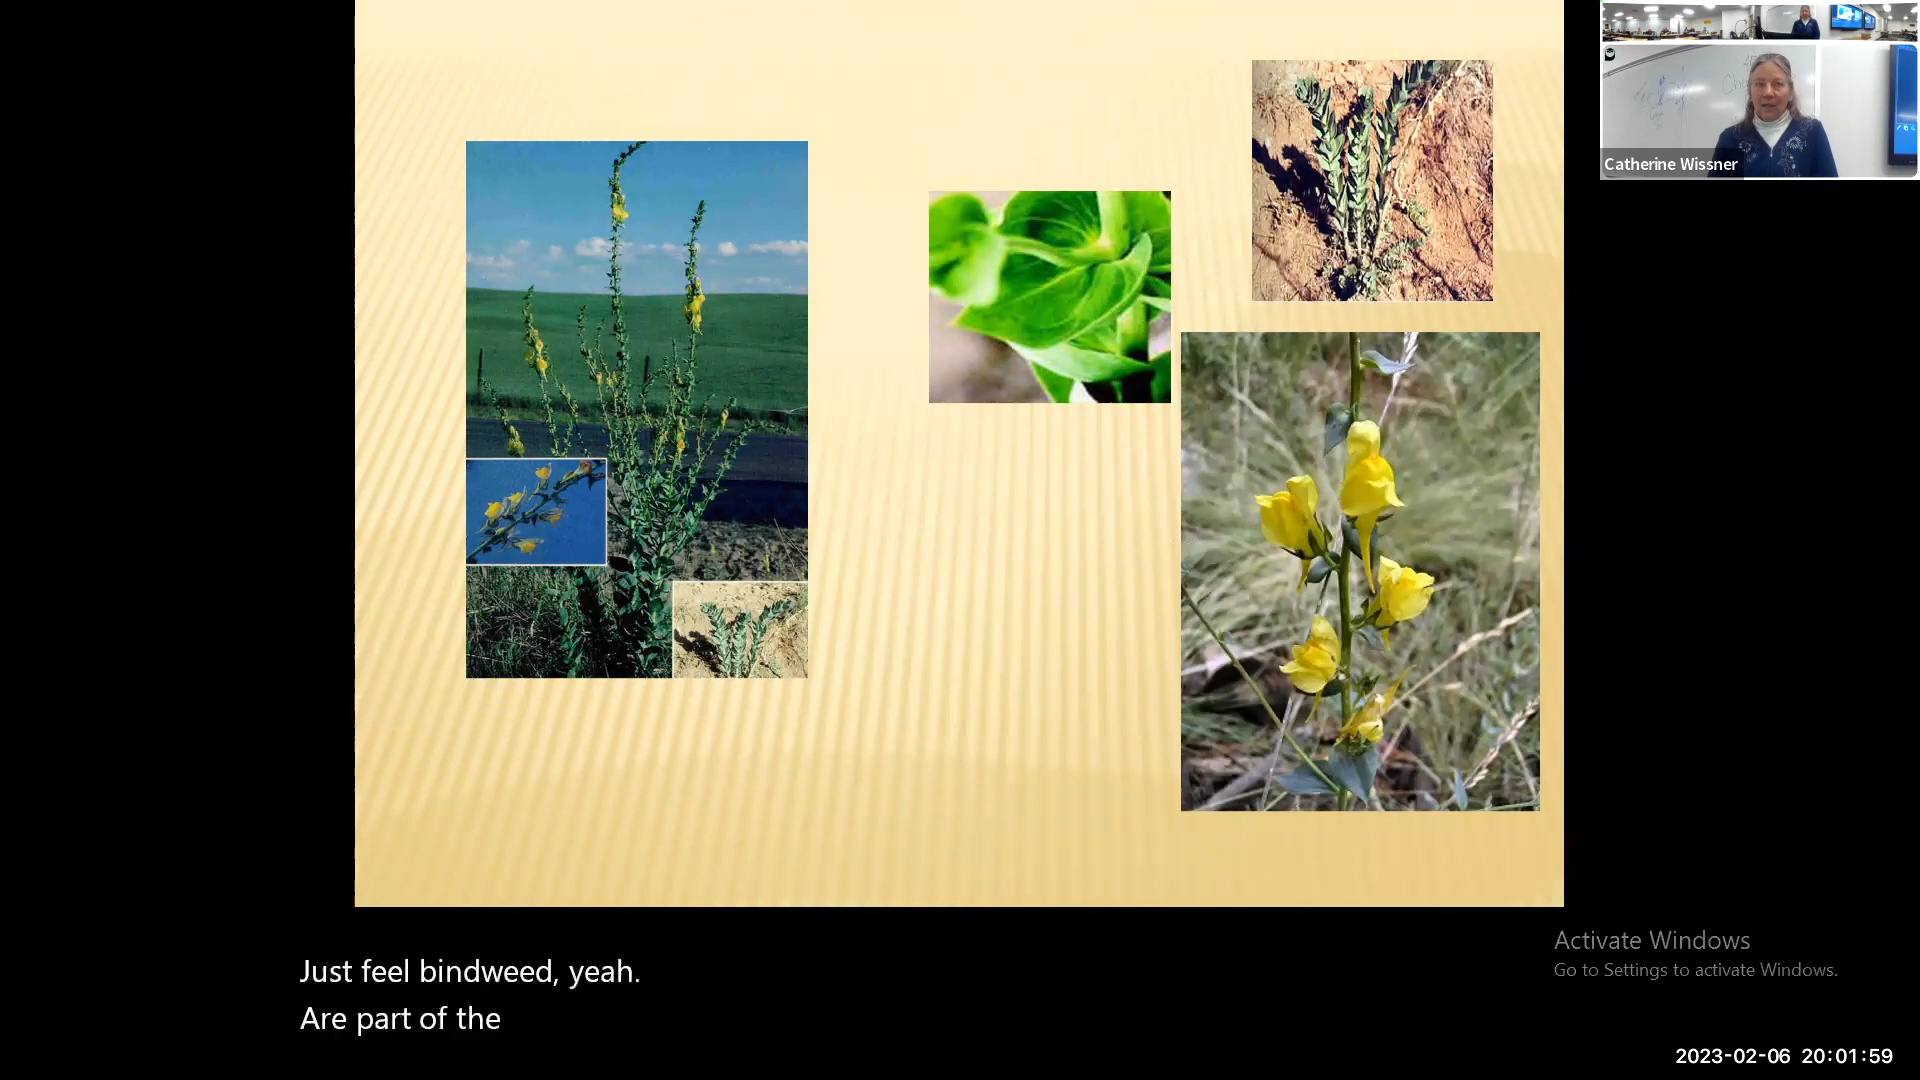 Catherine Wissner
Just feel bindweed, yeah.
Are part of the
Activate Windows
Go to Settings to activate Windows.
2023-02-06 20:01:59